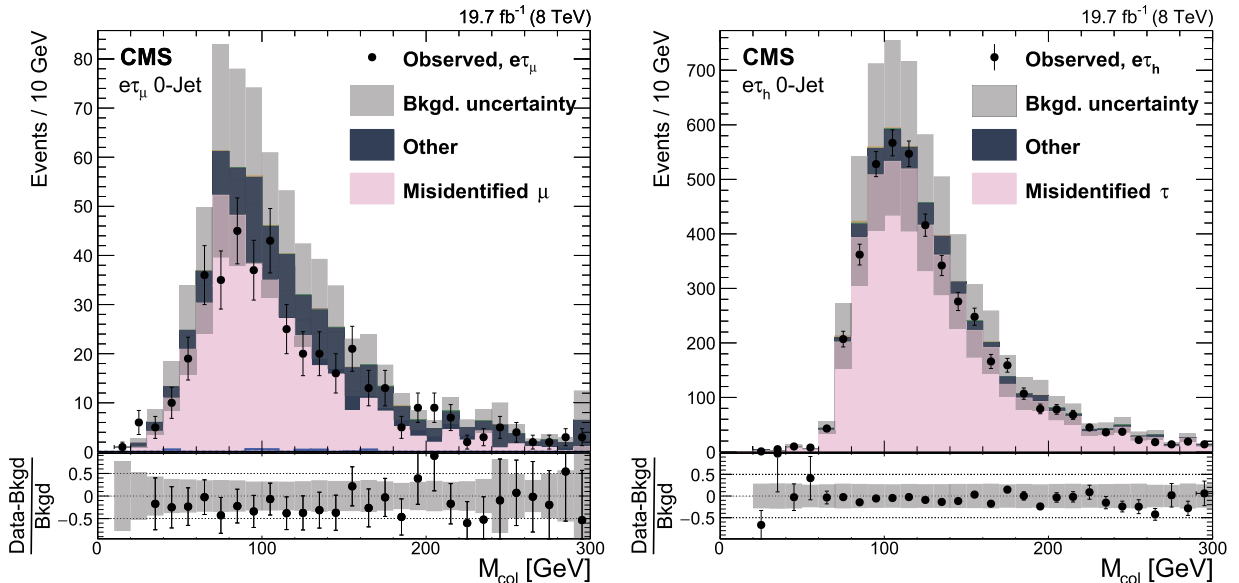 19.7 fb⁻¹ (8 TeV)
CMS
eτμ 0-Jet
Observed, eτμ
Bkgd. uncertainty
Other
Misidentified μ
Events / 10 GeV
80
70
60
50
40
30
20
10
0
Data-Bkgd
Bkgd
0.5
0
−0.5
0 100 200 300
Mcol [GeV]
19.7 fb⁻¹ (8 TeV)
CMS
eτh 0-Jet
Observed, eτh
Bkgd. uncertainty
Other
Misidentified τ
Events / 10 GeV
700
600
500
400
300
200
100
0
Data-Bkgd
Bkgd
0.5
0
−0.5
0 100 200 300
Mcol [GeV]